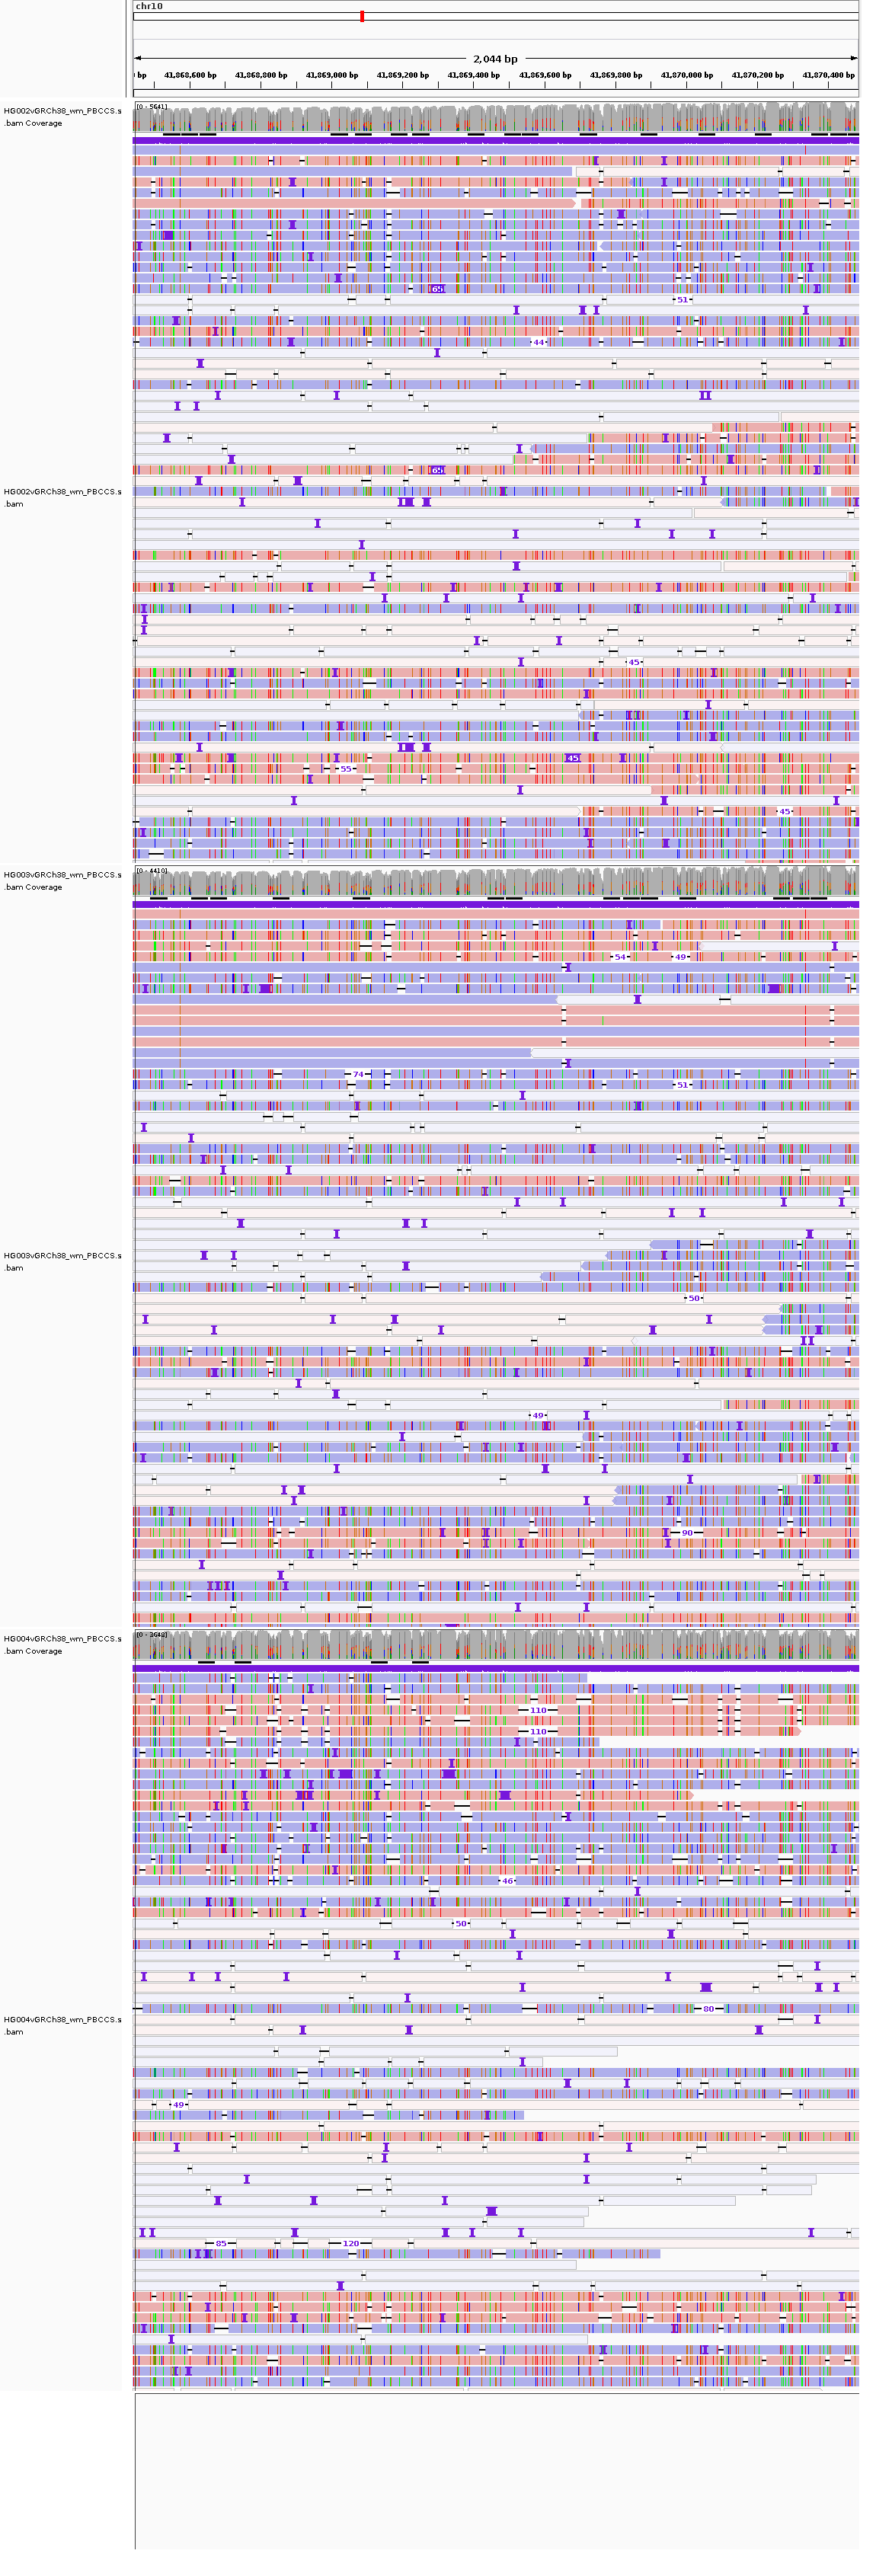 chr10
2,044 bp
bp 41,868,600 bp 41,868,800 bp 41,869,000 bp 41,869,200 bp 41,869,400 bp 41,869,600 bp 41,869,800 bp 41,870,000 bp 41,870,200 bp 41,870,400 bp
HG002vGRCh38_wm_PBCCS.s
.bam Coverage
[0 - 5641]
51
44
HG002vGRCh38_wm_PBCCS.s
.bam
45
45
55
45
HG003vGRCh38_wm_PBCCS.s
.bam Coverage
[0 - 4410]
54 49
74
51
HG003vGRCh38_wm_PBCCS.s
.bam
50
49
90
HG004vGRCh38_wm_PBCCS.s
.bam Coverage
110
110
46
50
80
HG004vGRCh38_wm_PBCCS.s
.bam
49
85 120